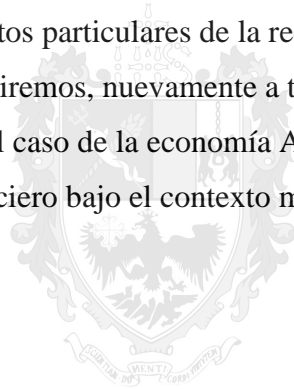 tos particulares de la re
iremos, nuevamente a t
l caso de la economía A
ciero bajo el contexto m